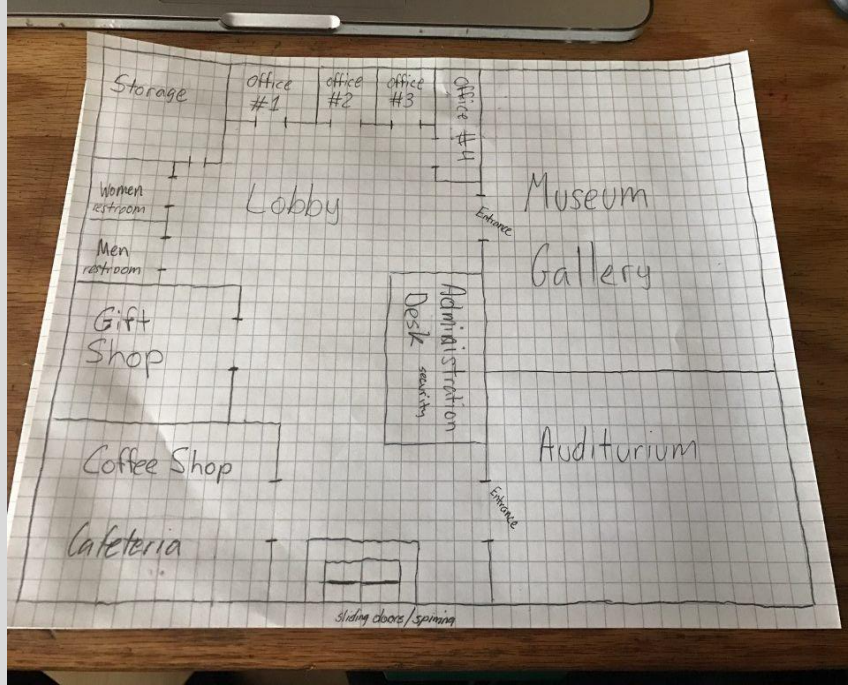 Storage
office
#1
office
#2
office
#3
Office #4
Women
restroom
Lobby
Museum
Gallery
Entrance
Men
restroom
Gift
Shop
Administration
Desk security
Coffee Shop
Auditurium
Entrance
Cafeteria
sliding doors/spinning